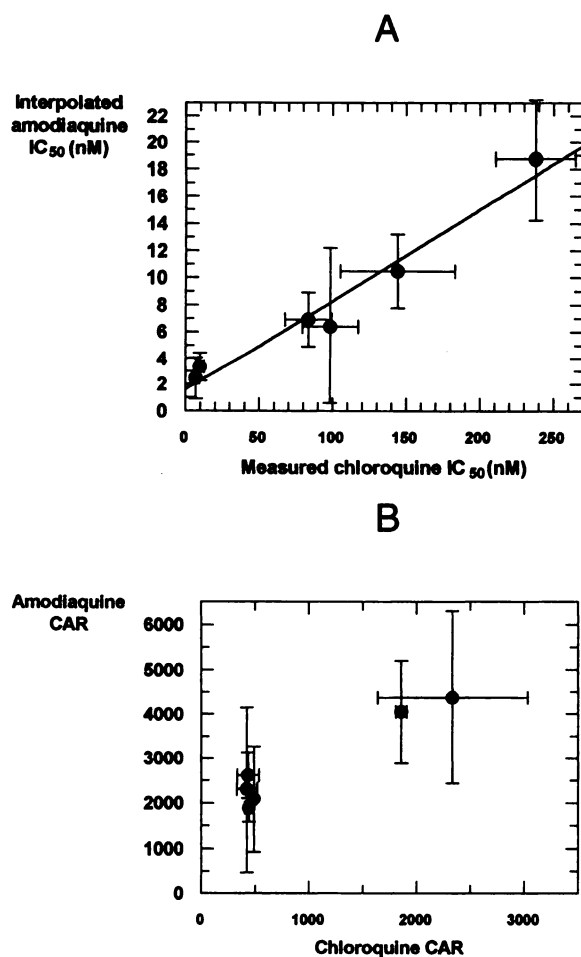 A
Interpolated
amodiaquine
IC50 (nM)
22
20
18
16
14
12
10
8
6
4
2
0
0 50 100 150 200 250
Measured chloroquine IC50 (nM)
B
Amodiaquine
CAR
6000
5000
4000
3000
2000
1000
0
0 1000 2000 3000
Chloroquine CAR